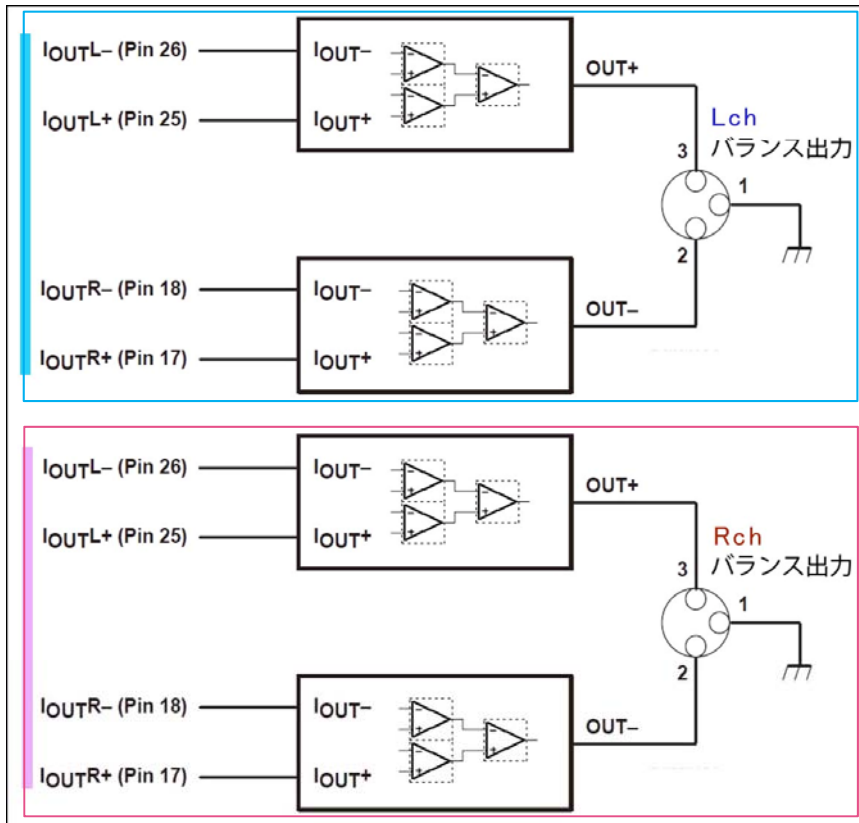 IOUTL– (Pin 26)
IOUT–
OUT+
IOUTL+ (Pin 25)
IOUT+
Lch
バランス出力
3
1
2
IOUTR– (Pin 18)
IOUT–
OUT–
IOUTR+ (Pin 17)
IOUT+
IOUTL– (Pin 26)
IOUT–
OUT+
IOUTL+ (Pin 25)
IOUT+
Rch
バランス出力
3
1
2
IOUTR– (Pin 18)
IOUT–
OUT–
IOUTR+ (Pin 17)
IOUT+